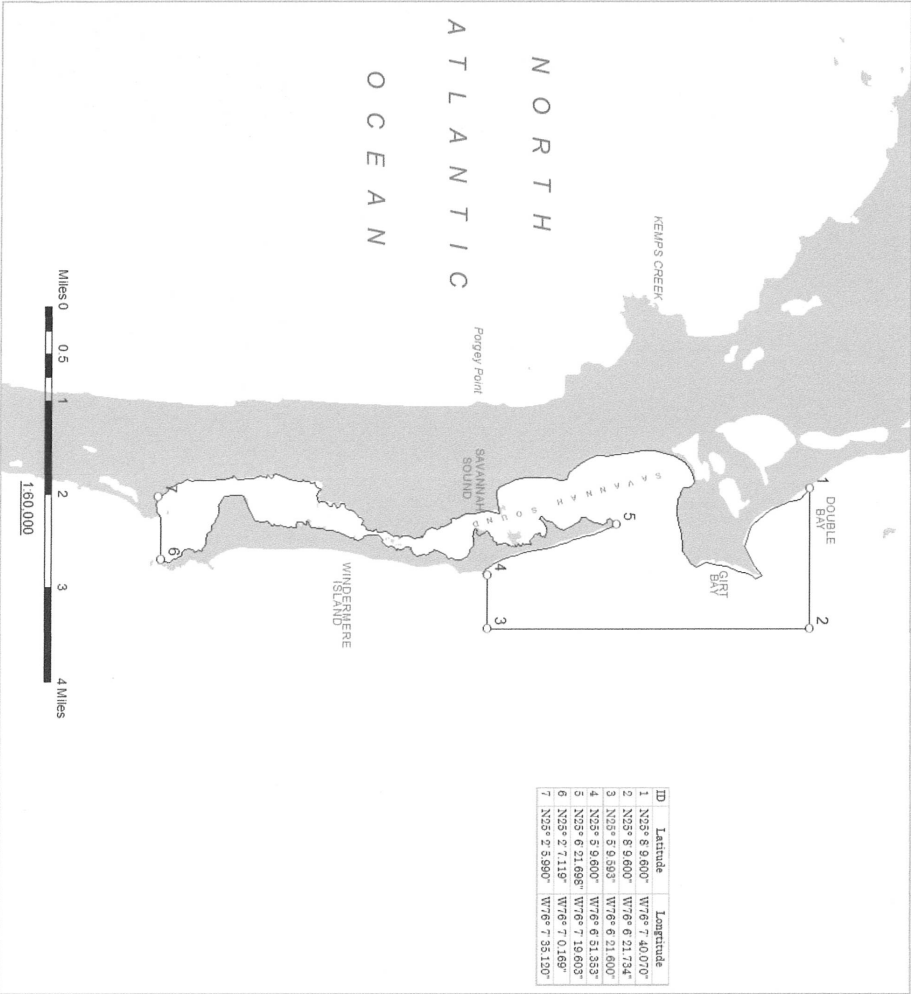 NORTH
ATLANTIC
OCEAN
KEMPS CREEK
Porgey Point
SAVANNAH
SOUND
SAVANNAH SOUND
DOUBLE
BAY
GIRT
BAY
WINDERMERE
ISLAND
1
2
3
4
5
6
7
Miles 0 0.5 1 2 3 4 Miles
1:60,000
ID Latitude Longtitude
1 N25° 8' 9.600" W76° 7' 40.070"
2 N25° 8' 9.600" W76° 6' 21.734"
3 N25° 5' 9.593" W76° 6' 21.600"
4 N25° 5' 9.600" W76° 6' 51.353"
5 N25° 6' 21.698" W76° 7' 19.603"
6 N25° 2' 7.119" W76° 7' 0.169"
7 N25° 2' 5.990" W76° 7' 35.120"